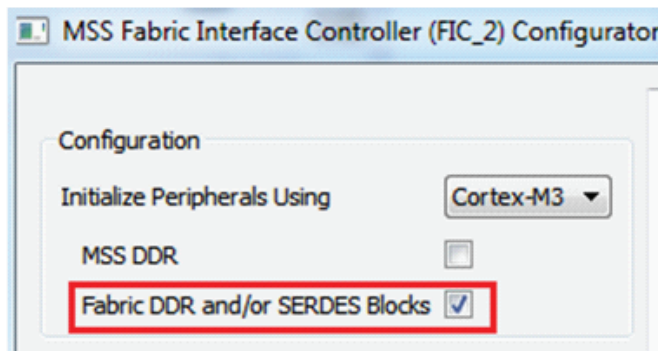 MSS Fabric Interface Controller (FIC_2) Configurator
Configuration
Initialize Peripherals Using Cortex-M3
MSS DDR
Fabric DDR and/or SERDES Blocks